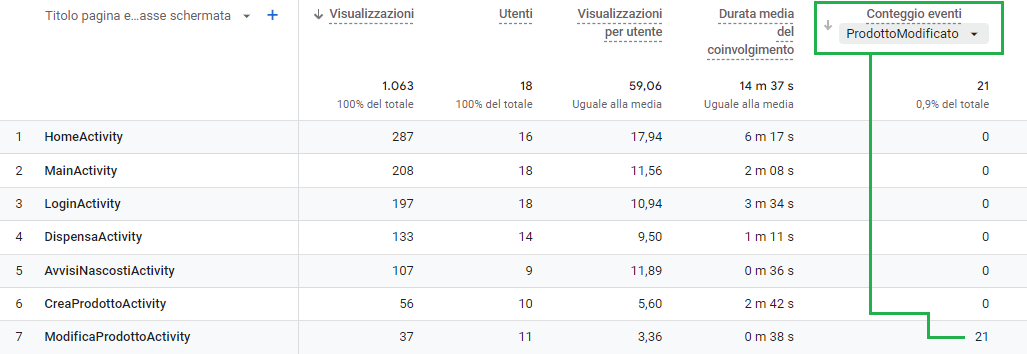 Titolo pagina e...asse schermata + Visualizzazioni Utenti Visualizzazioni per utente Durata media del coinvolgimento Conteggio eventi
ProdottoModificato
1.063 18 59,06 14 m 37 s 21
100% del totale 100% del totale Uguale alla media Uguale alla media 0,9% del totale
1 HomeActivity 287 16 17,94 6 m 17 s 0
2 MainActivity 208 18 11,56 2 m 08 s 0
3 LoginActivity 197 18 10,94 3 m 34 s 0
4 DispensaActivity 133 14 9,50 1 m 11 s 0
5 AvvisiNascostiActivity 107 9 11,89 0 m 36 s 0
6 CreaProdottoActivity 56 10 5,60 2 m 42 s 0
7 ModificaProdottoActivity 37 11 3,36 0 m 38 s 21